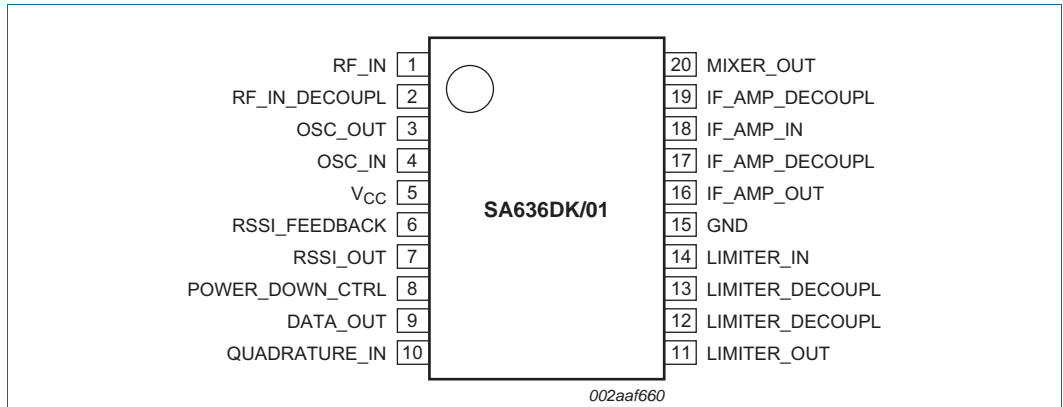 RF_IN 1
RF_IN_DECOUPL 2
OSC_OUT 3
OSC_IN 4
VCC 5
RSSI_FEEDBACK 6
RSSI_OUT 7
POWER_DOWN_CTRL 8
DATA_OUT 9
QUADRATURE_IN 10
SA636DK/01
20 MIXER_OUT
19 IF_AMP_DECOUPL
18 IF_AMP_IN
17 IF_AMP_DECOUPL
16 IF_AMP_OUT
15 GND
14 LIMITER_IN
13 LIMITER_DECOUPL
12 LIMITER_DECOUPL
11 LIMITER_OUT
002aaf660